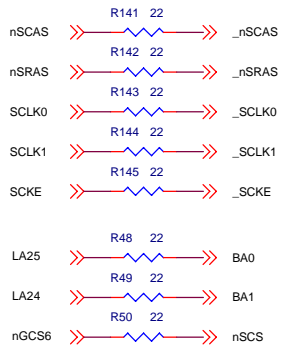 R141 22
nSCAS _nSCAS
R142 22
nSRAS _nSRAS
R143 22
SCLK0 _SCLK0
R144 22
SCLK1 _SCLK1
R145 22
SCKE _SCKE
R48 22
LA25 BA0
R49 22
LA24 BA1
R50 22
nGCS6 nSCS